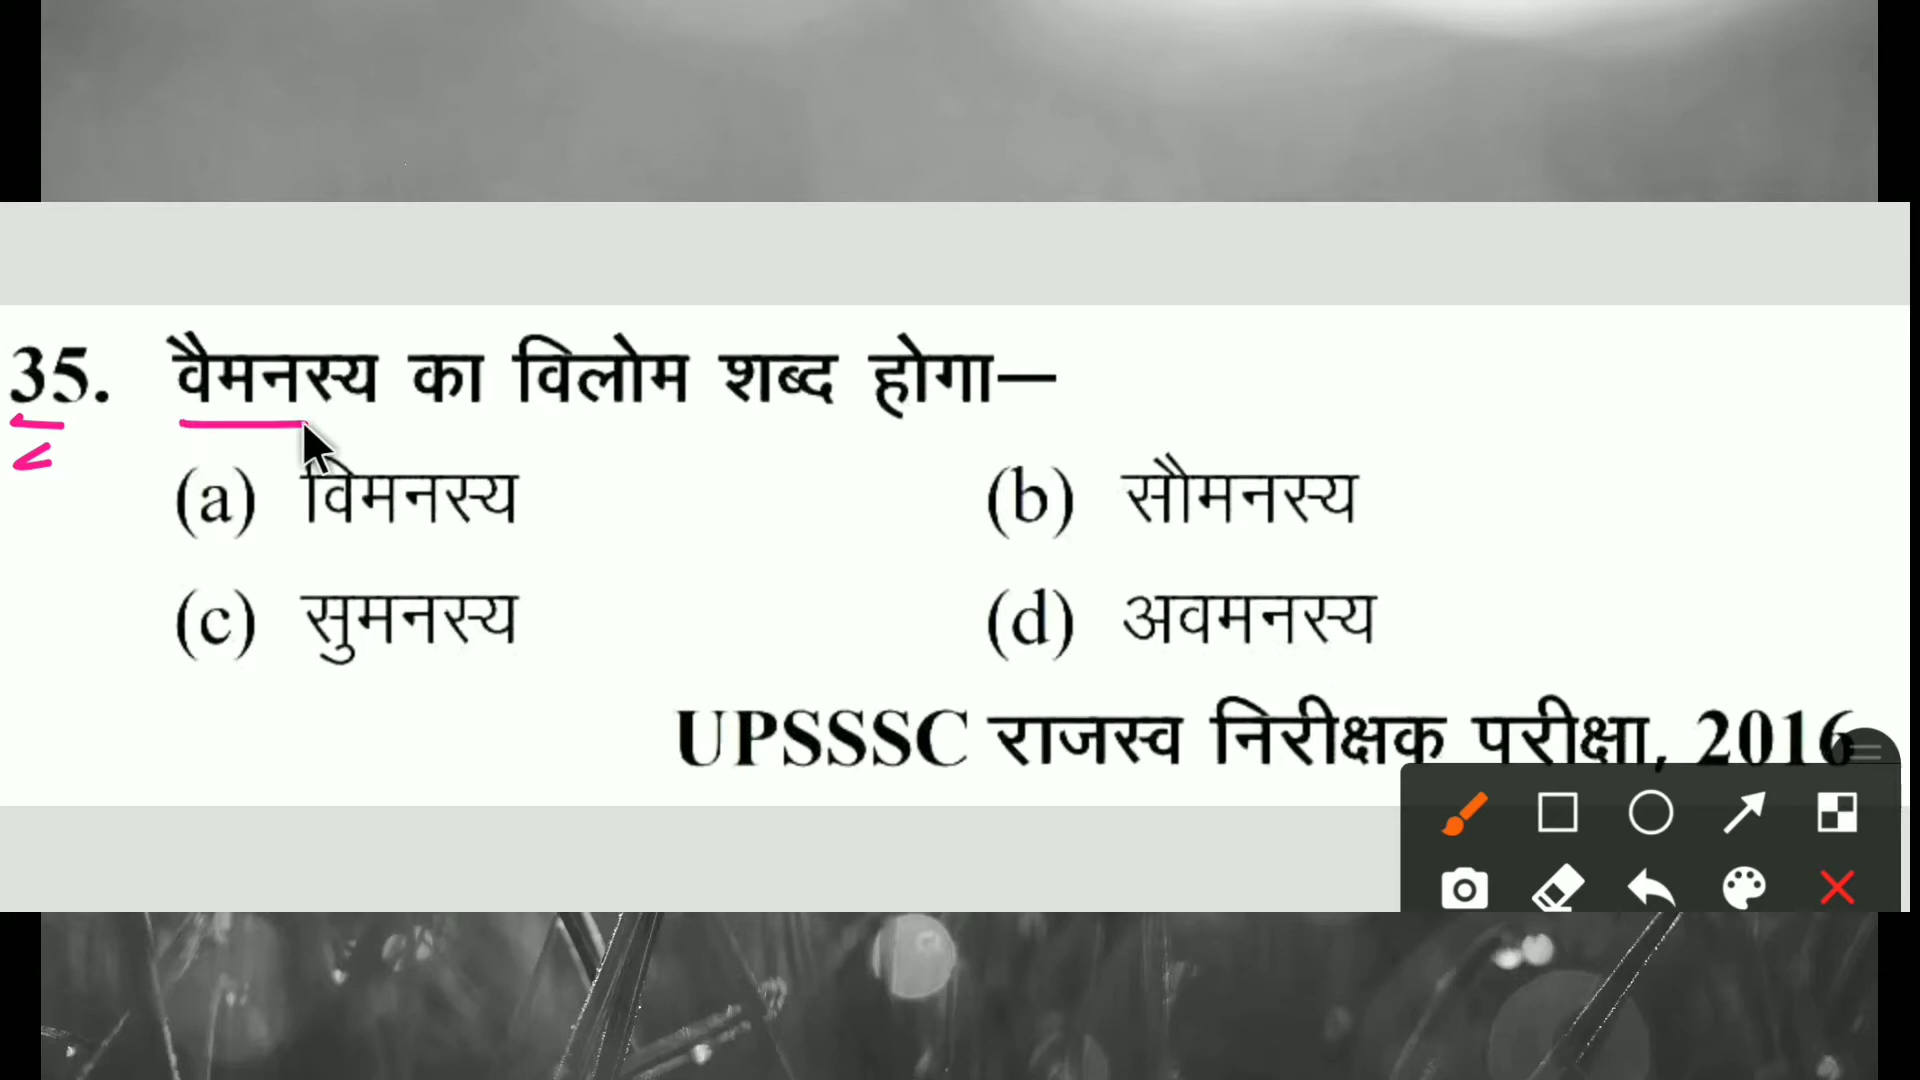 35. वैमनस्य का विलोम शब्द होगा—
(a) विमनस्य (b) सौमनस्य
(c) सुमनस्य (d) अवमनस्य
UPSSSC राजस्व निरीक्षक परीक्षा, 2016